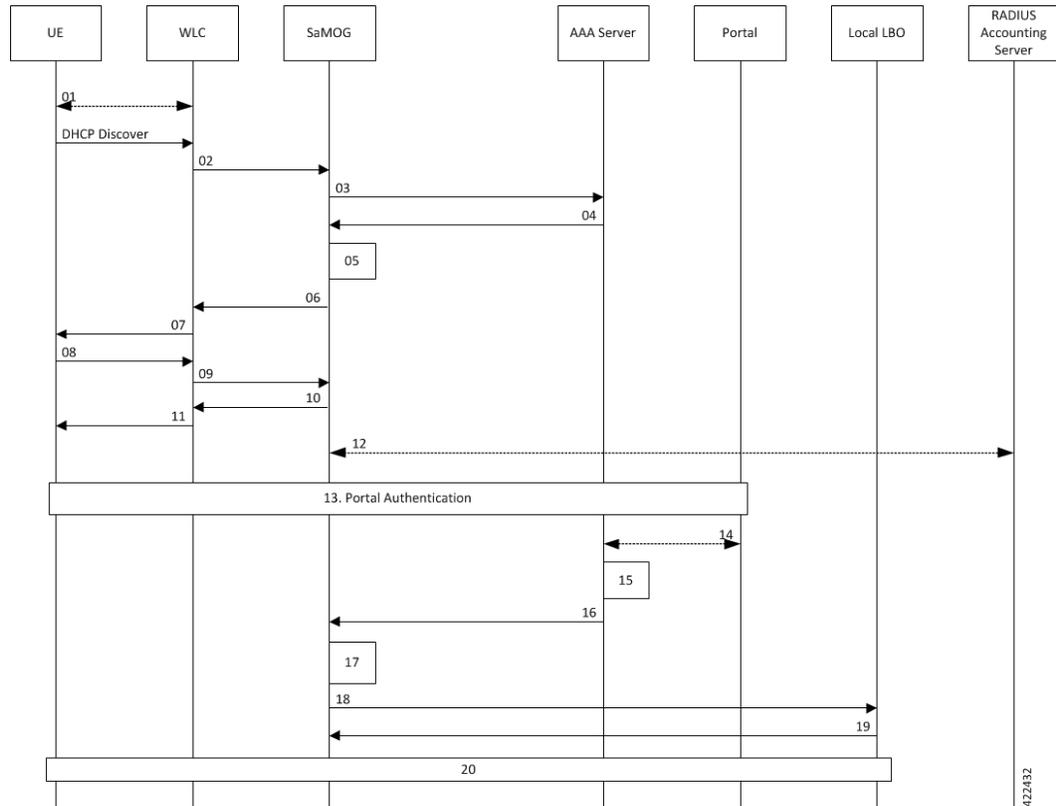 UE
WLC
SaMOG
AAA Server
Portal
Local LBO
RADIUS
Accounting
Server
01
DHCP Discover
02
03
04
05
06
07
08
09
10
11
12
13. Portal Authentication
14
15
16
17
18
19
20
422432